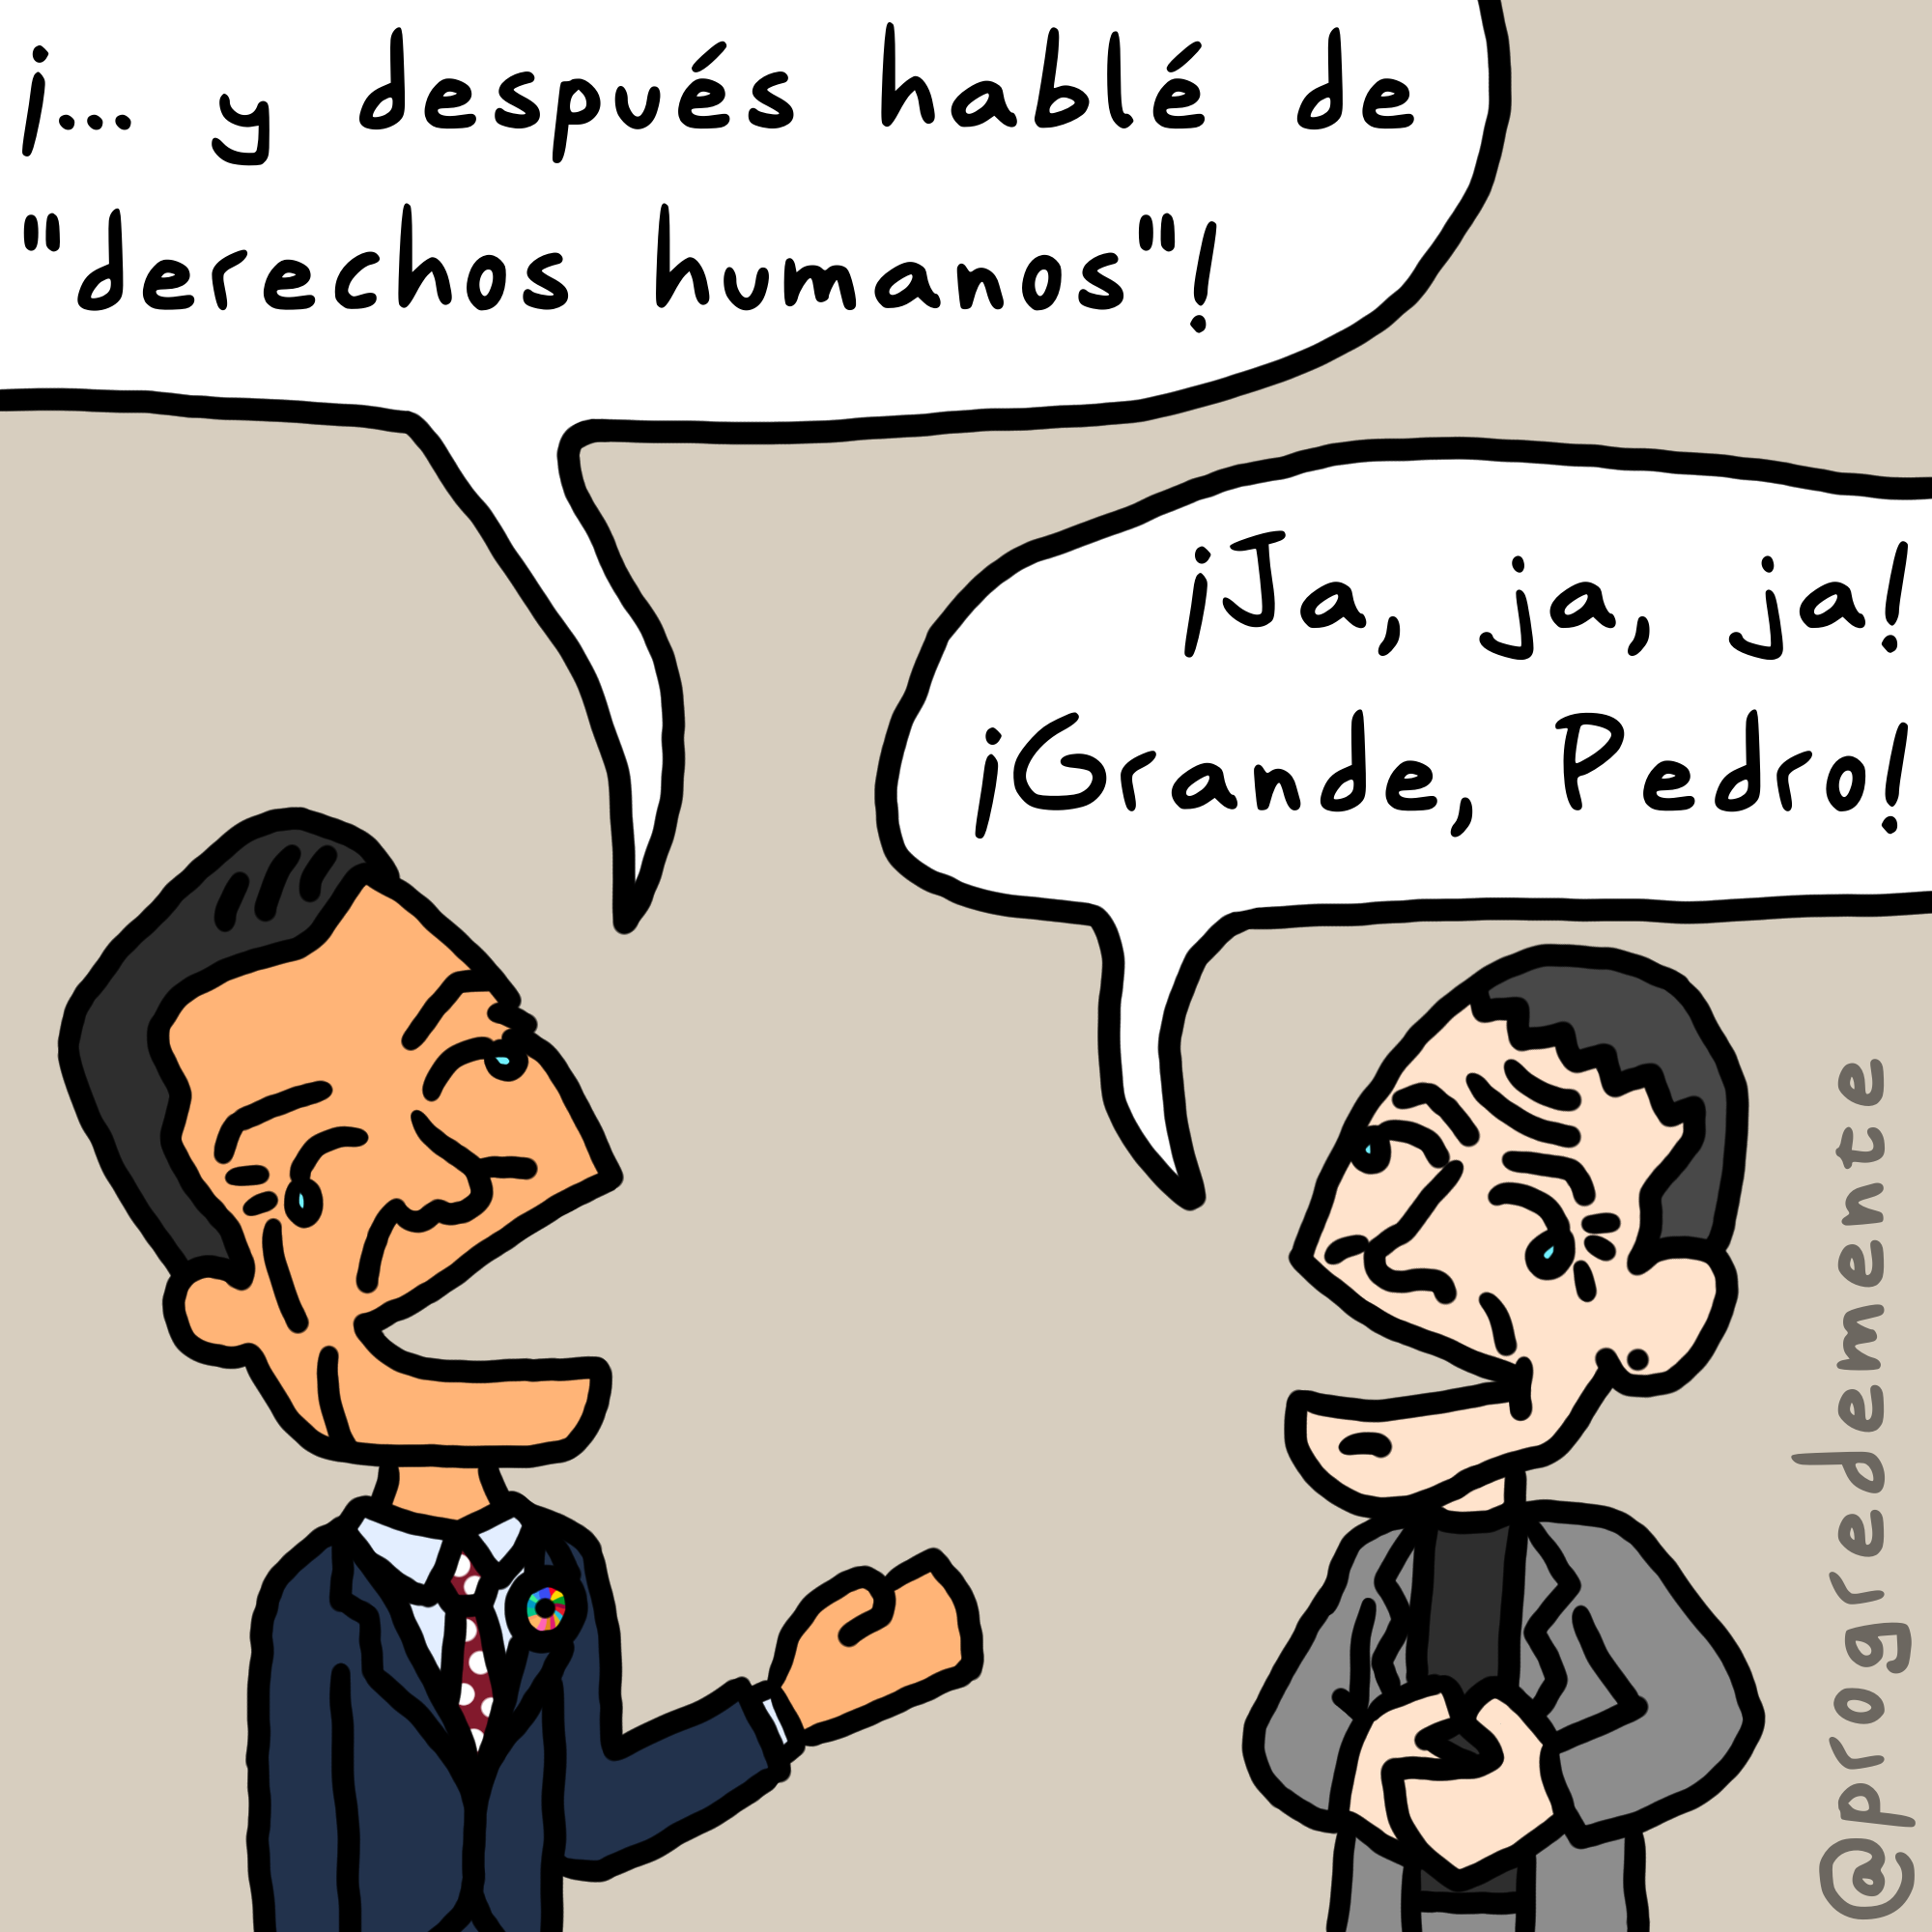 ¡... y después hablé de
"derechos humanos"!
¡Ja, ja, ja!
¡Grande, Pedro!
@progredemente